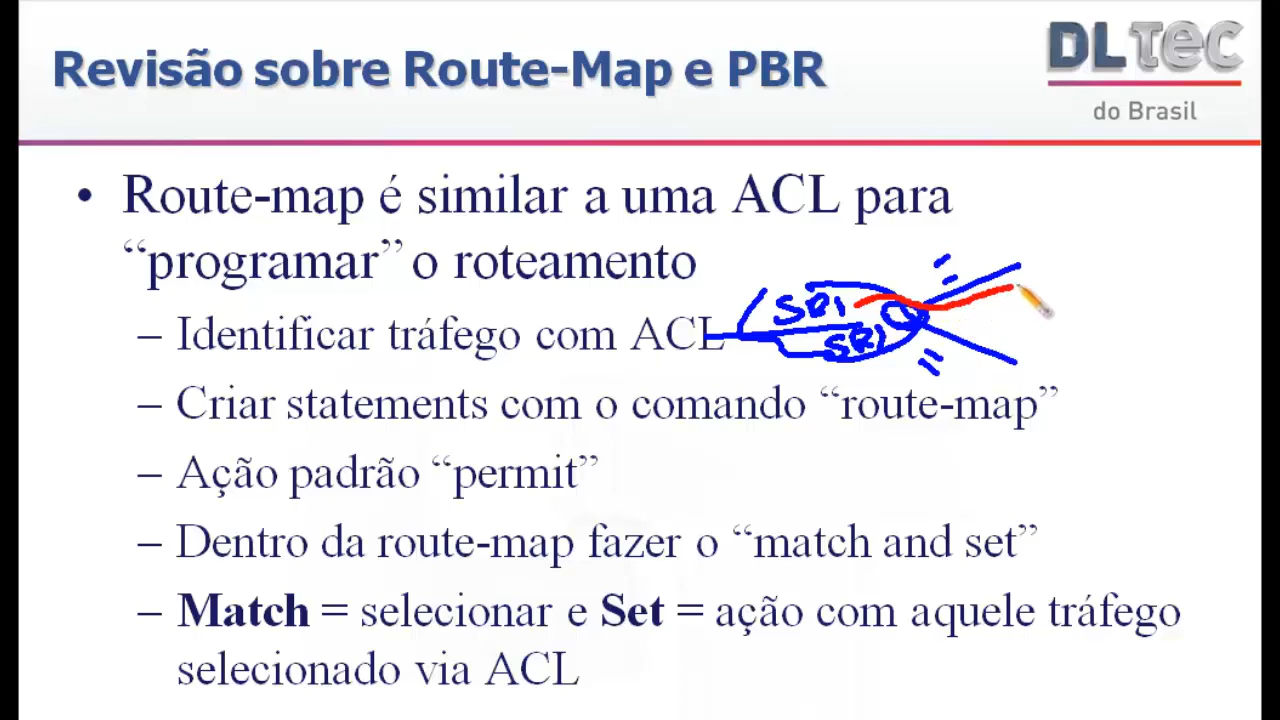 Revisão sobre Route-Map e PBR
DLTec
do Brasil
• Route-map é similar a uma ACL para
“programar” o roteamento
– Identificar tráfego com ACL
– Criar statements com o comando “route-map”
– Ação padrão “permit”
– Dentro da route-map fazer o “match and set”
– Match = selecionar e Set = ação com aquele tráfego
selecionado via ACL